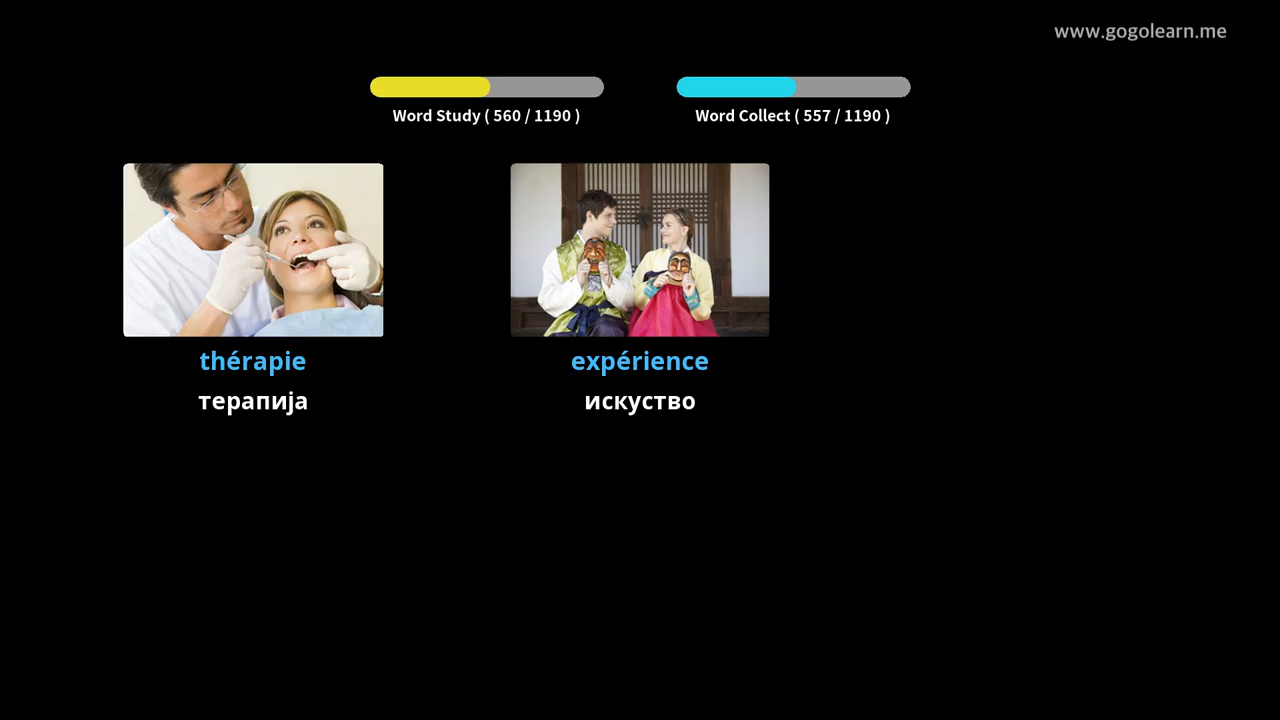 www.gogolearn.me
Word Study ( 560 / 1190 )
Word Collect ( 557 / 1190 )
thérapie
терапија
expérience
искуство